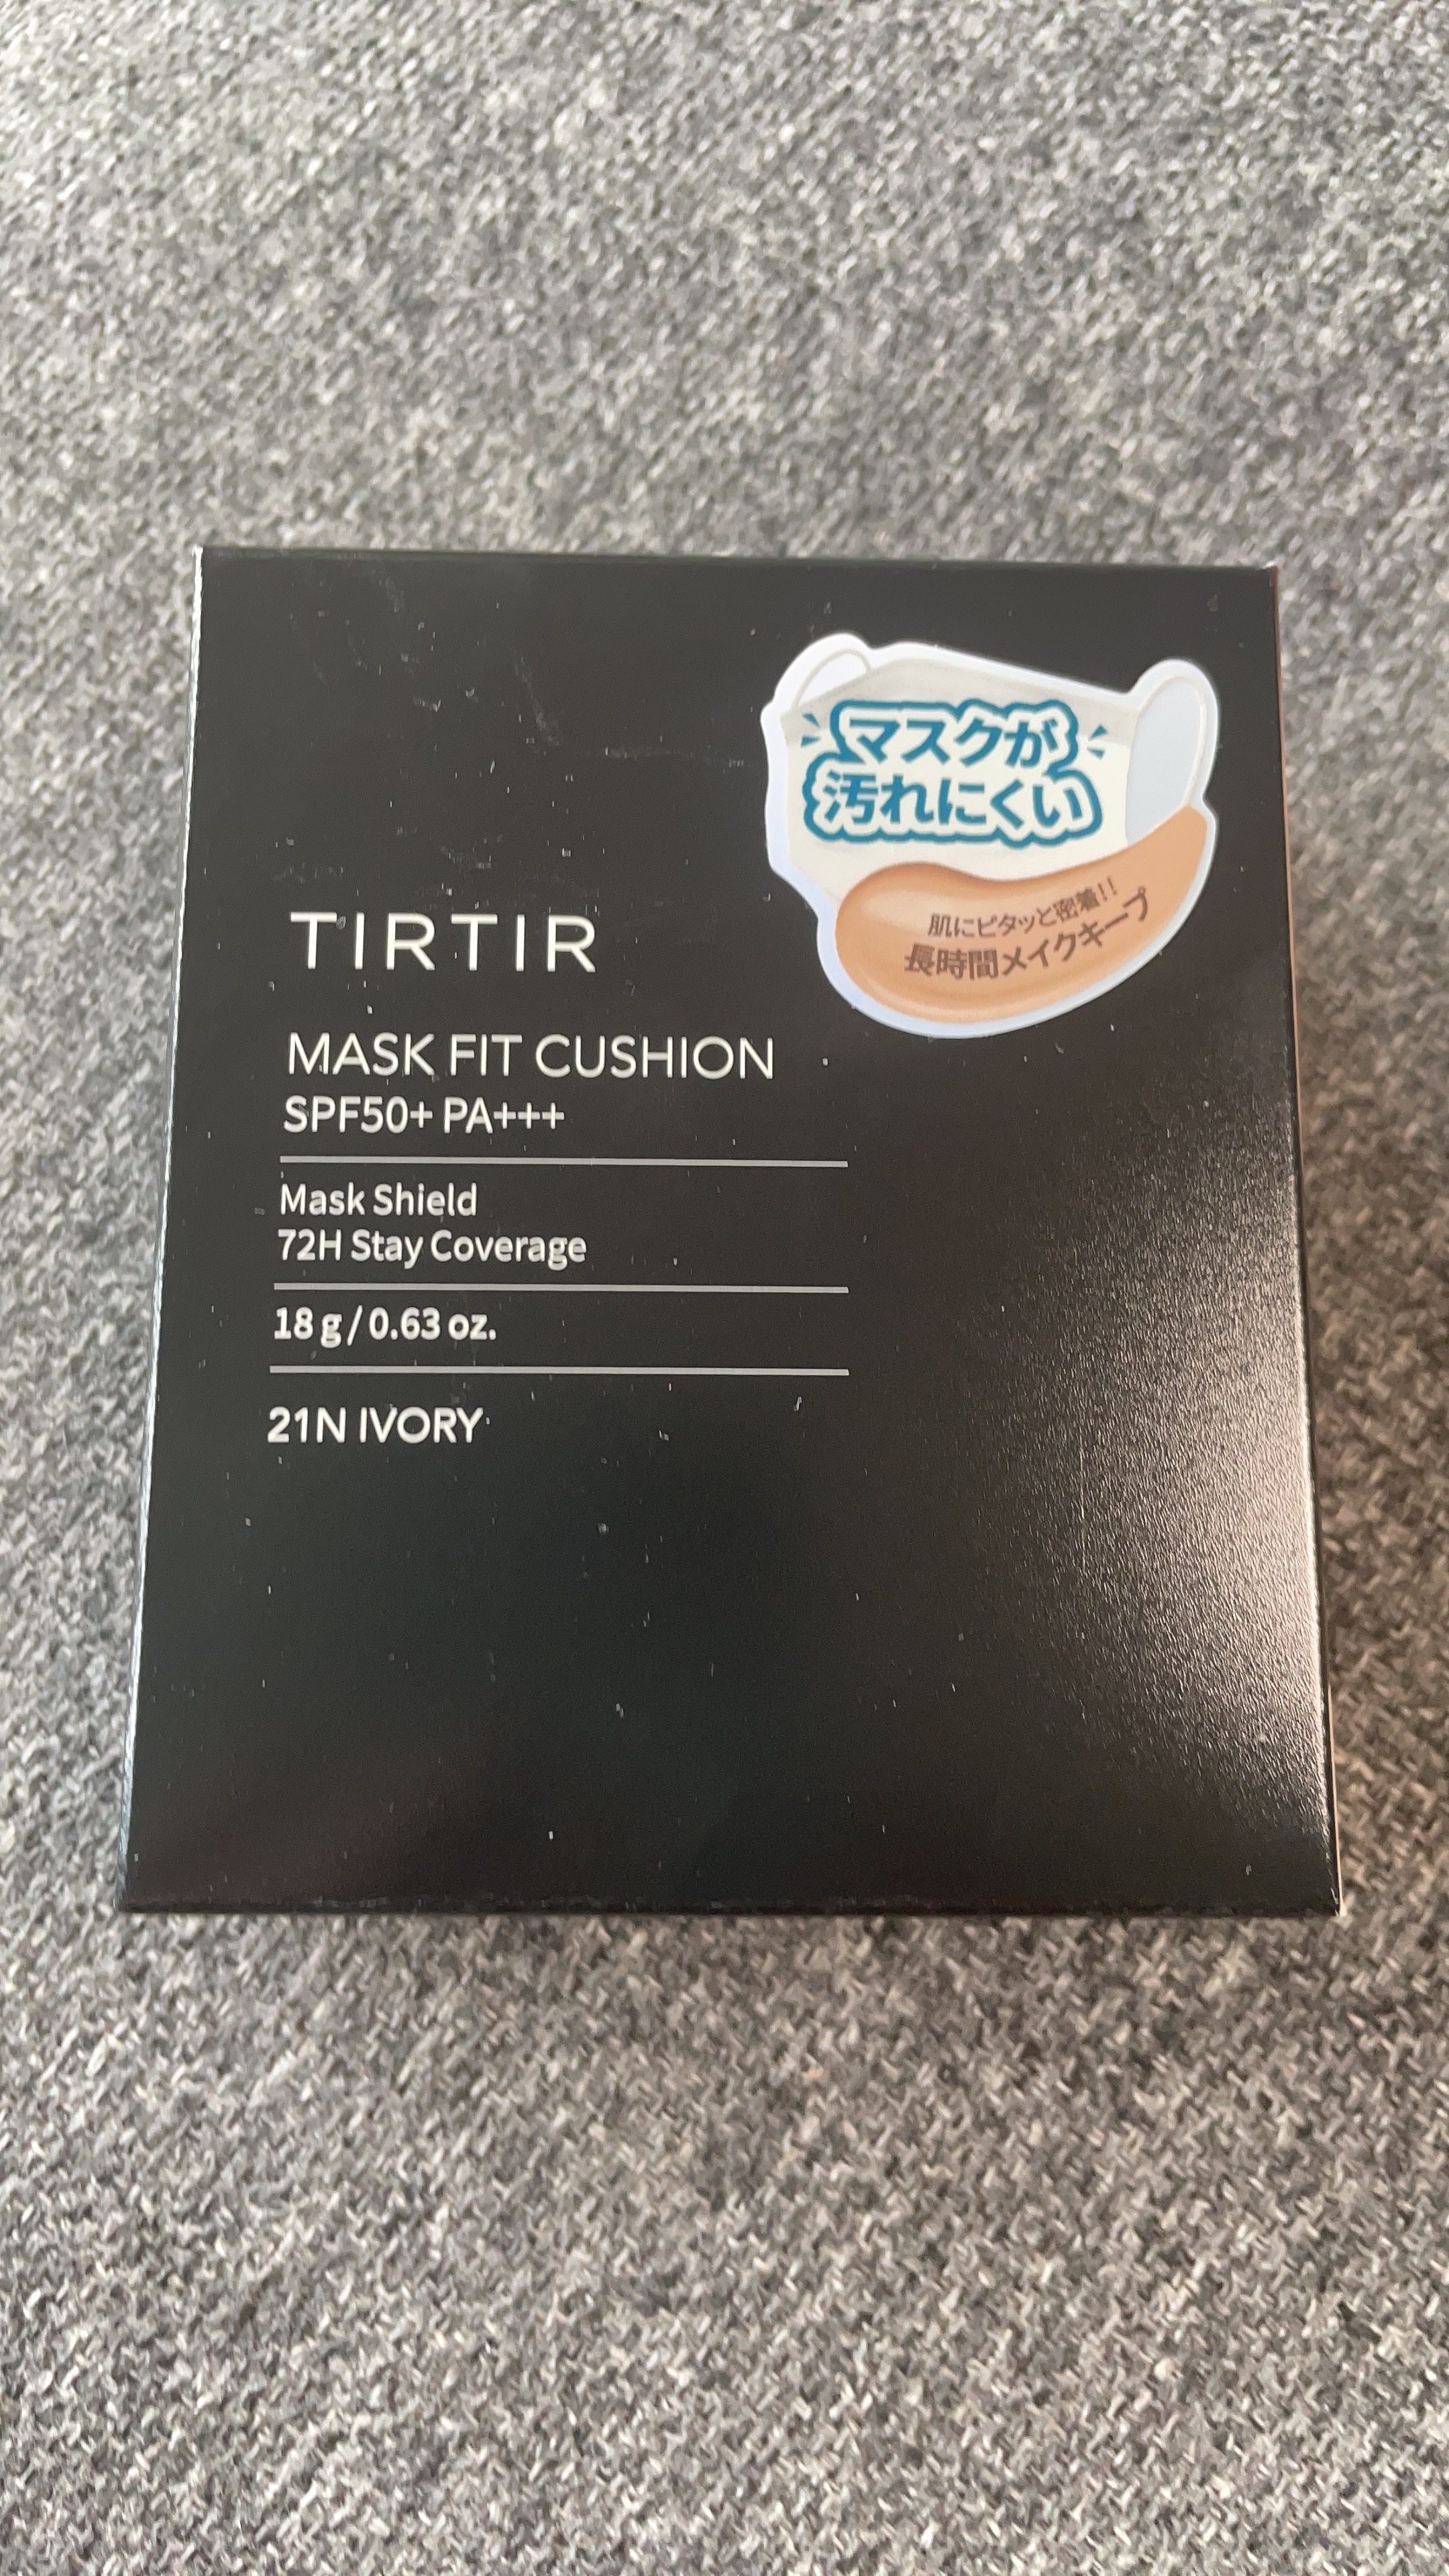 マスクが
汚れにくい
肌にピタッと密着!!
長時間メイクキープ
TIRTIR
MASK FIT CUSHION
SPF50+ PA+++
Mask Shield
72H Stay Coverage
18 g / 0.63 oz.
21N IVORY